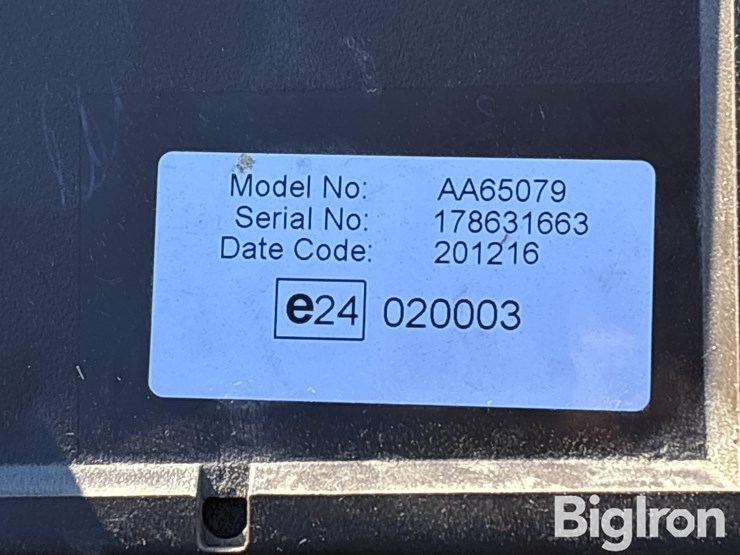 Model No: AA65079
Serial No: 178631663
Date Code: 201216
e24 020003
BigIron